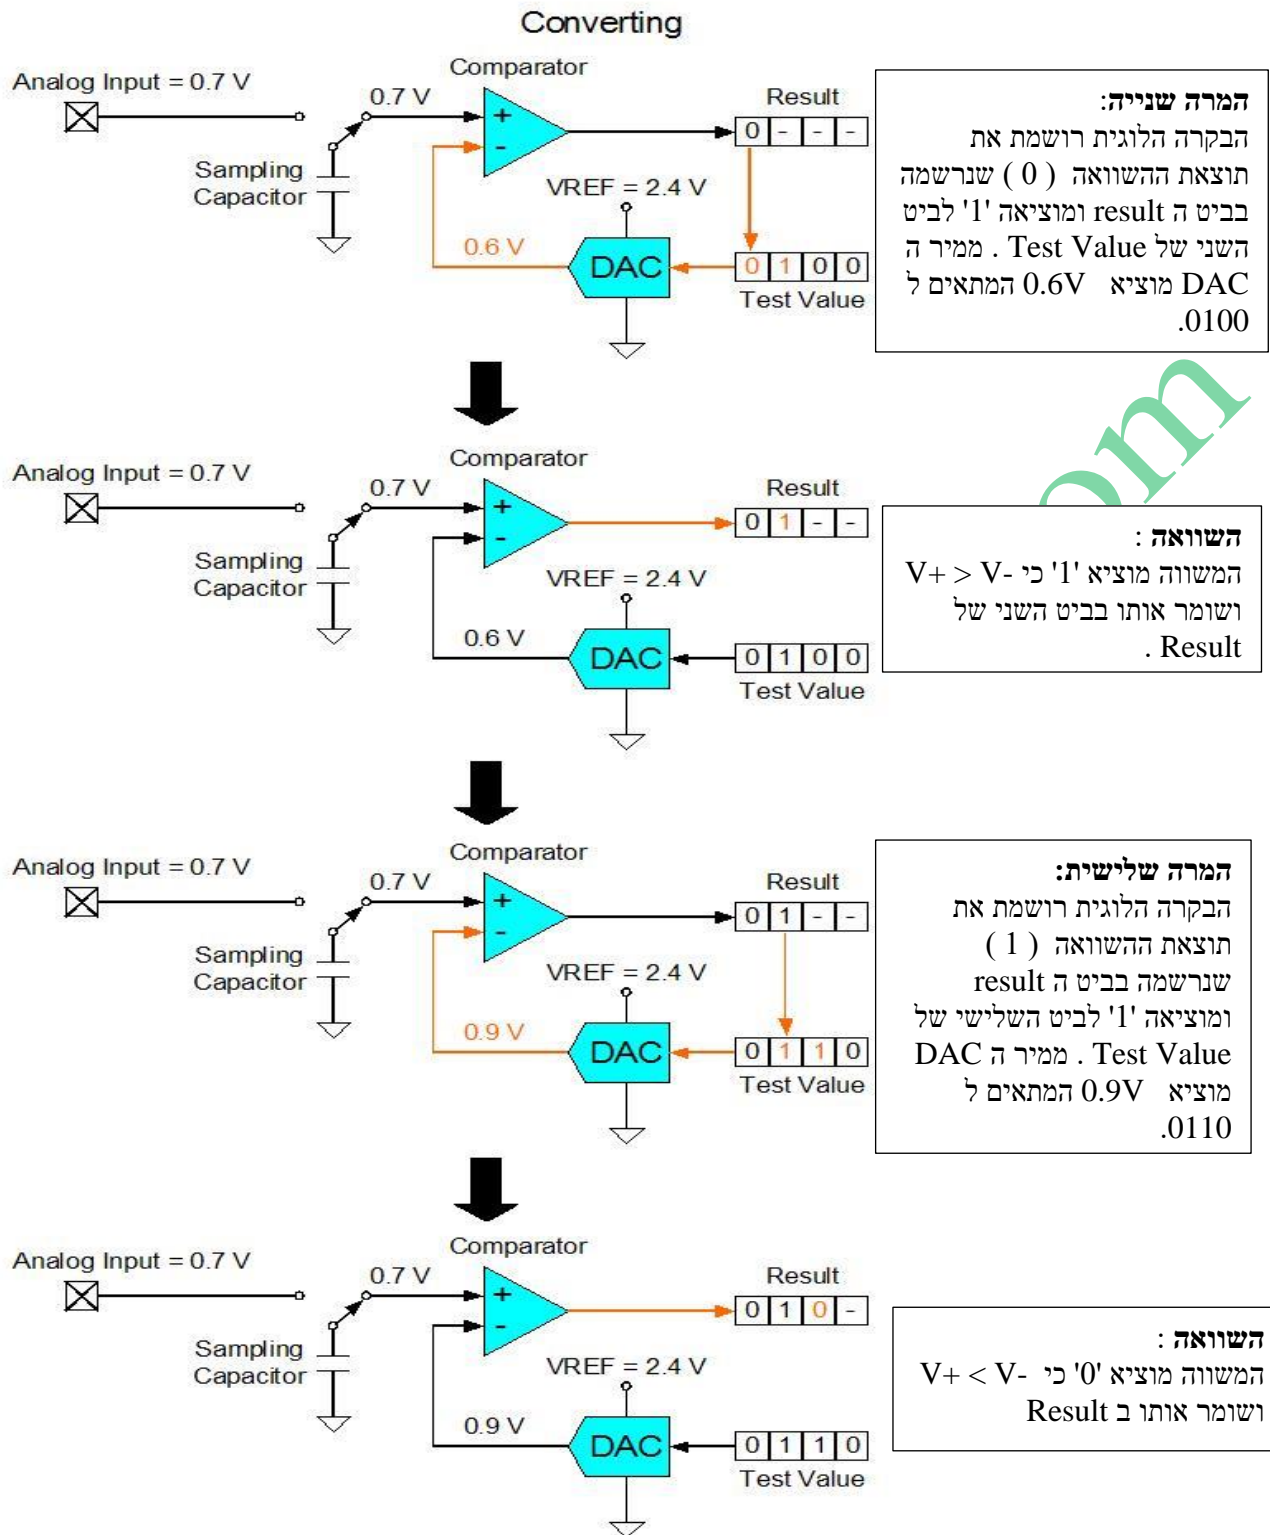 Converting
Analog Input = 0.7 V
0.7 V
Comparator
+
-
Sampling
Capacitor
VREF = 2.4 V
0.6 V
DAC
Result
0 - - -
0 1 0 0
Test Value
המרה שנייה:
הבקרה הלוגית רושמת את
תוצאת ההשוואה ( 0 ) שנרשמה
בביט ה result ומוציאה '1' לביט
השני של Test Value . ממיר ה
DAC מוציא 0.6V המתאים ל
0100.
Analog Input = 0.7 V
0.7 V
Comparator
+
-
Sampling
Capacitor
VREF = 2.4 V
0.6 V
DAC
Result
0 1 - -
0 1 0 0
Test Value
השוואה :
המשווה מוציא '1' כי V+ > V-
ושומר אותו בביט השני של
Result .
Analog Input = 0.7 V
0.7 V
Comparator
+
-
Sampling
Capacitor
VREF = 2.4 V
0.9 V
DAC
Result
0 1 - -
0 1 1 0
Test Value
המרה שלישית:
הבקרה הלוגית רושמת את
תוצאת ההשוואה ( 1 )
שנרשמה בביט ה result
ומוציאה '1' לביט השלישי של
Test Value . ממיר ה DAC
מוציא 0.9V המתאים ל
0110.
Analog Input = 0.7 V
0.7 V
Comparator
+
-
Sampling
Capacitor
VREF = 2.4 V
0.9 V
DAC
Result
0 1 0 -
0 1 1 0
Test Value
השוואה :
המשווה מוציא '0' כי V+ < V-
ושומר אותו ב Result